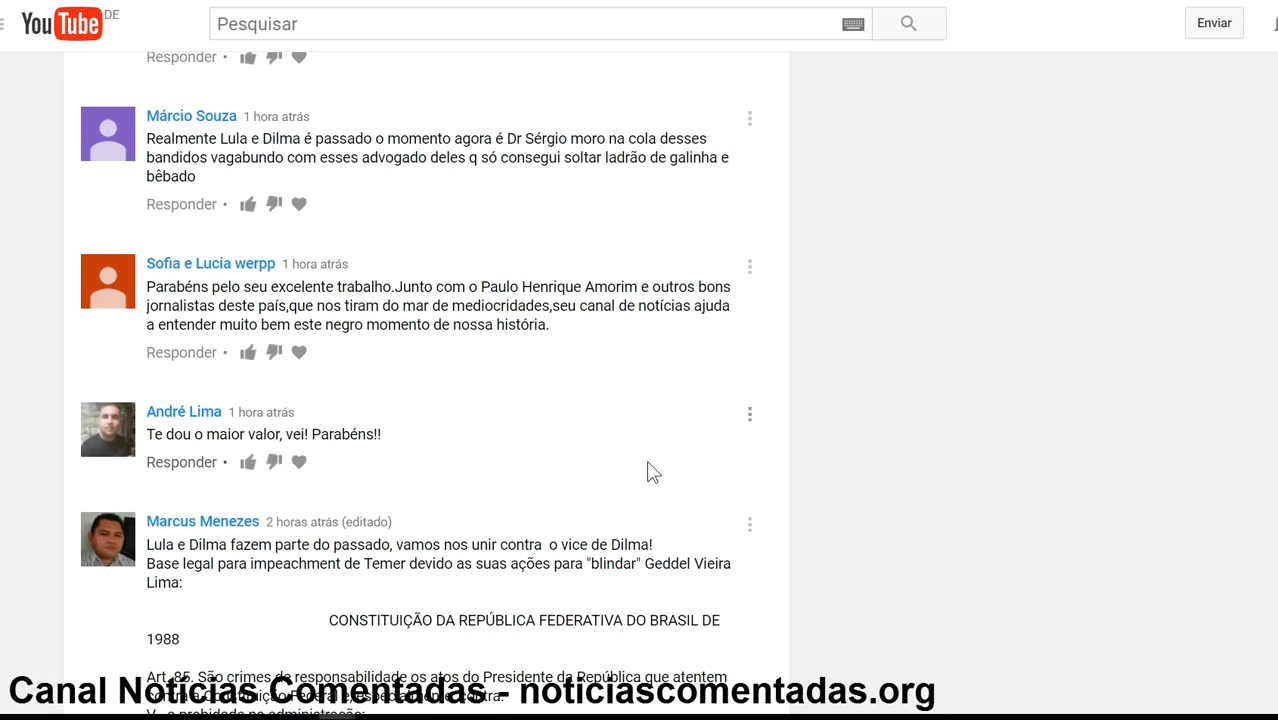 YouTube DE
Pesquisar
Enviar
Responder •
Márcio Souza 1 hora atrás
Realmente Lula e Dilma é passado o momento agora é Dr Sérgio moro na cola desses
bandidos vagabundo com esses advogado deles q só consegui soltar ladrão de galinha e
bêbado
Responder •
Sofia e Lucia werpp 1 hora atrás
Parabéns pelo seu excelente trabalho.Junto com o Paulo Henrique Amorim e outros bons
jornalistas deste país,que nos tiram do mar de mediocridades,seu canal de notícias ajuda
a entender muito bem este negro momento de nossa história.
Responder •
André Lima 1 hora atrás
Te dou o maior valor, vei! Parabéns!!
Responder •
Marcus Menezes 2 horas atrás (editado)
Lula e Dilma fazem parte do passado, vamos nos unir contra o vice de Dilma!
Base legal para impeachment de Temer devido as suas ações para "blindar" Geddel Vieira
Lima:
CONSTITUIÇÃO DA REPÚBLICA FEDERATIVA DO BRASIL DE
1988
Art. 85. São crimes de responsabilidade os atos do Presidente da República que atentem
contra a Constituição Federal e, especialmente, contra:
V - a probidade na administração;
Canal Notícias Comentadas - noticiascomentadas.org